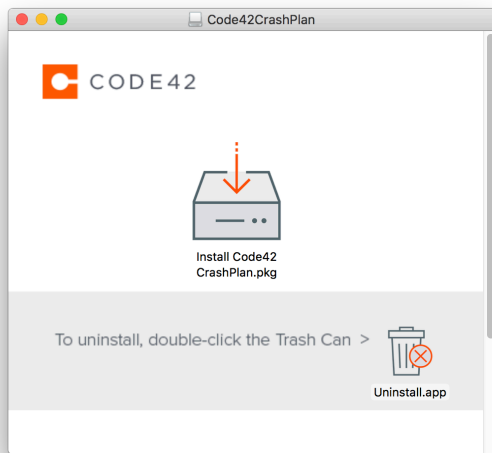 Code42CrashPlan
CODE42
Install Code42
CrashPlan.pkg
To uninstall, double-click the Trash Can >
Uninstall.app